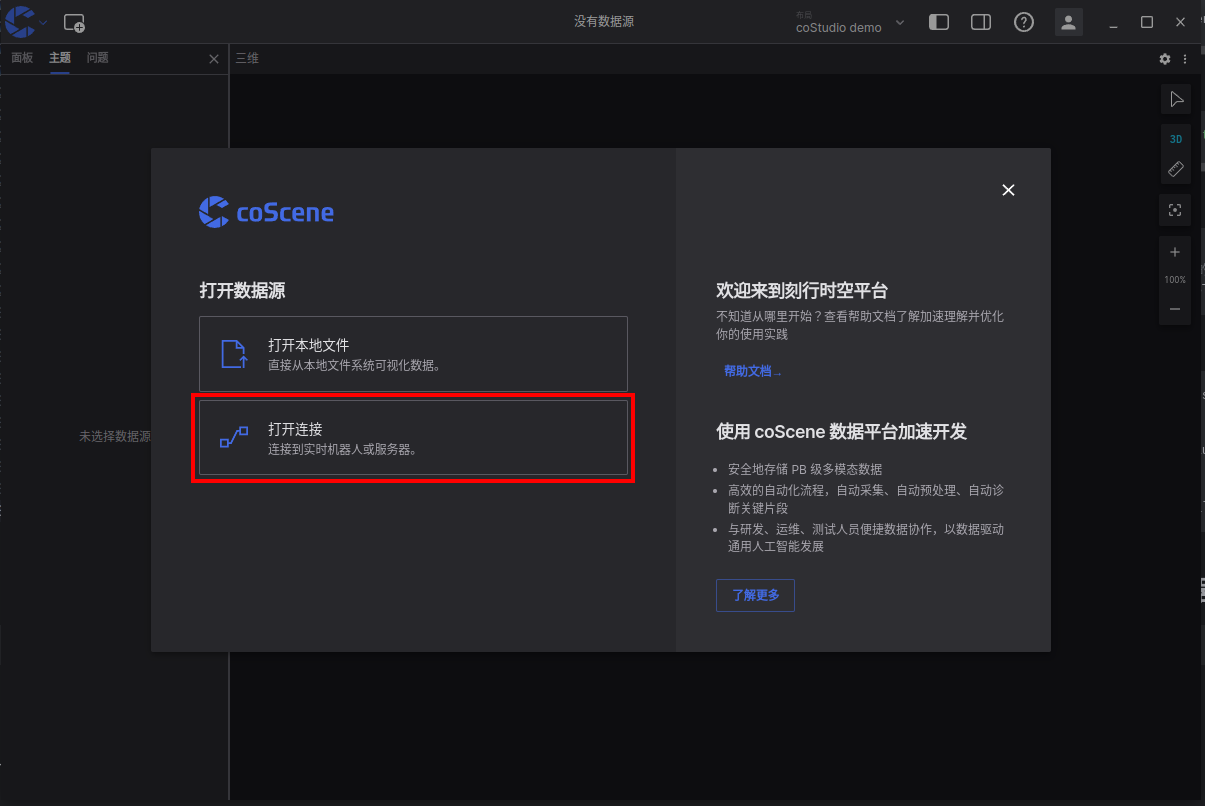 没有数据源
布局
coStudio demo
面板 主题 问题
三维
3D
100%
未选择数据源
coScene
打开数据源
打开本地文件
直接从本地文件系统可视化数据。
打开连接
连接到实时机器人或服务器。
欢迎来到刻行时空平台
不知道从哪里开始？查看帮助文档了解加速理解并优化
你的使用实践
帮助文档→
使用 coScene 数据平台加速开发
安全地存储 PB 级多模态数据
高效的自动化流程，自动采集、自动预处理、自动诊
断关键片段
与研发、运维、测试人员便捷数据协作，以数据驱动
通用人工智能发展
了解更多